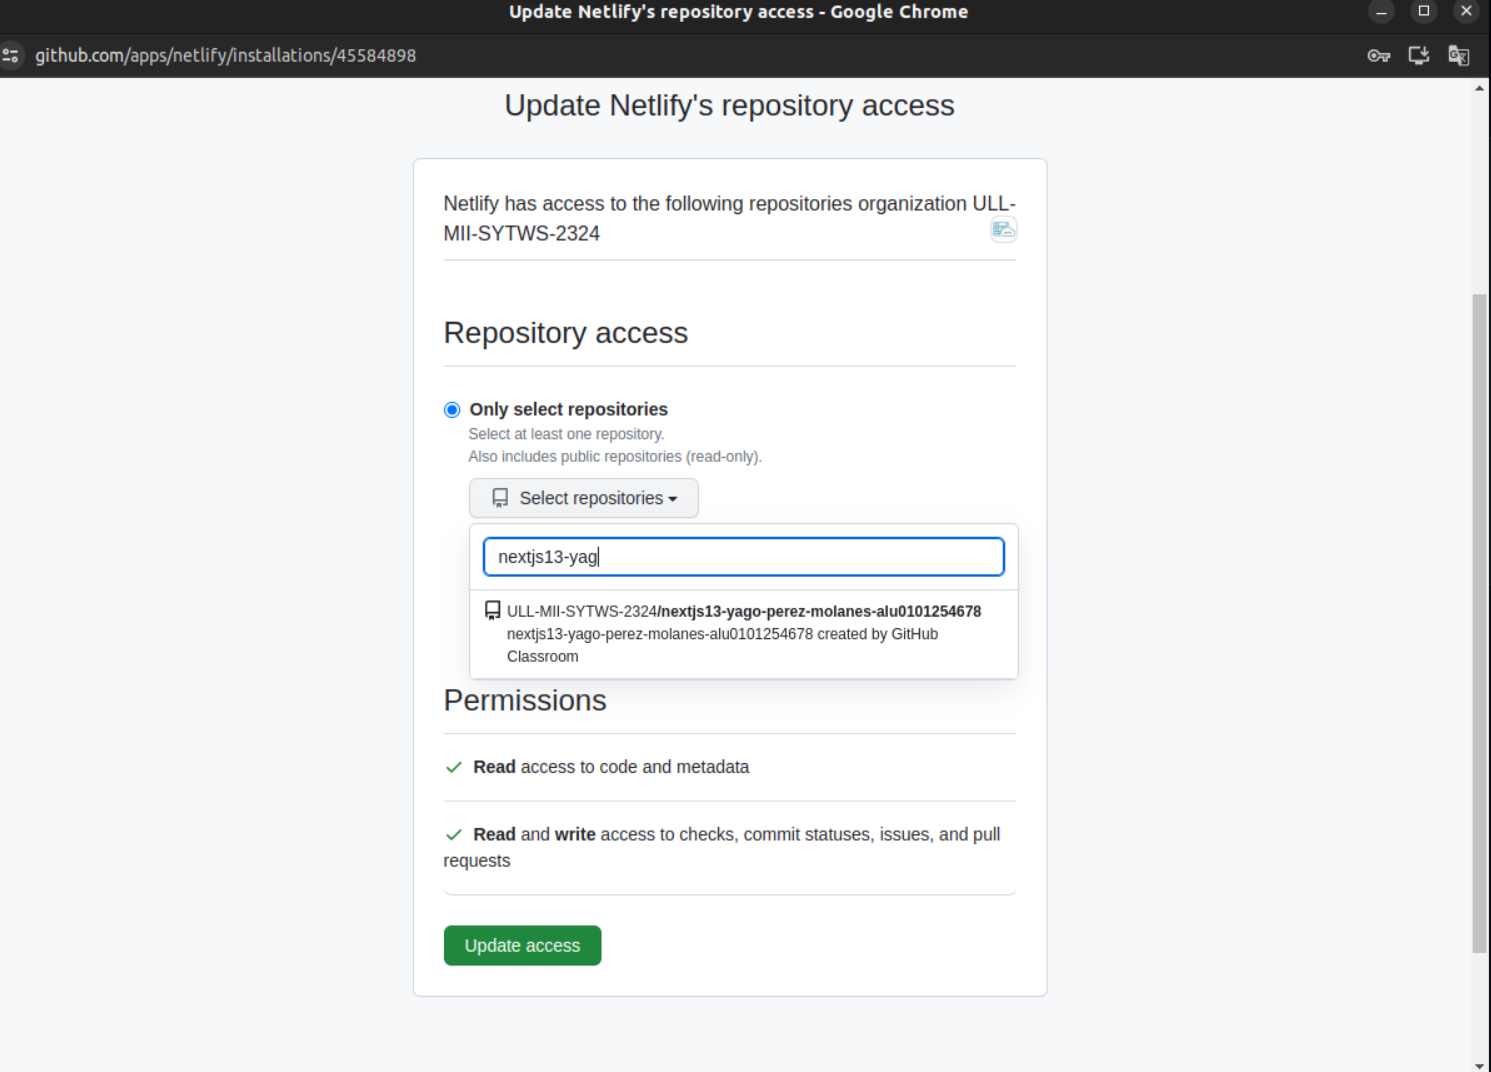 Update Netlify's repository access - Google Chrome
github.com/apps/netlify/installations/45584898
Update Netlify's repository access
Netlify has access to the following repositories organization ULL-
MII-SYTWS-2324
Repository access
Only select repositories
Select at least one repository.
Also includes public repositories (read-only).
Select repositories
nextjs13-yag
ULL-MII-SYTWS-2324/nextjs13-yago-perez-molanes-alu0101254678
nextjs13-yago-perez-molanes-alu0101254678 created by GitHub
Classroom
Permissions
Read access to code and metadata
Read and write access to checks, commit statuses, issues, and pull
requests
Update access